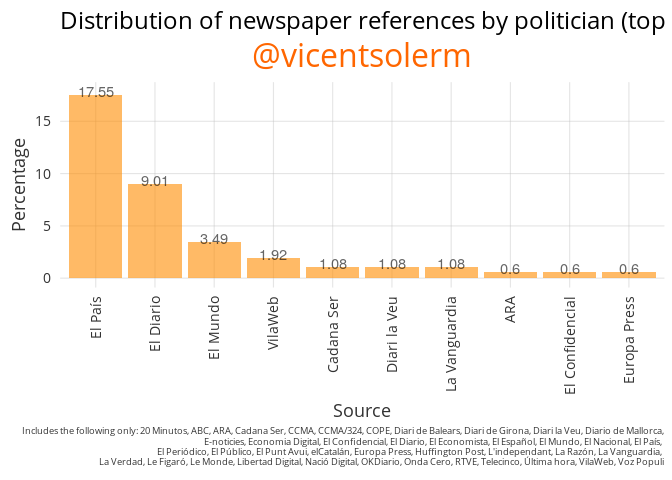 Distribution of newspaper references by politician (top
@vicentsolerm
Percentage
15
10
5
0
17.55
9.01
3.49
1.92
1.08
1.08
1.08
0.6
0.6
0.6
El País
El Diario
El Mundo
VilaWeb
Cadana Ser
Diari la Veu
La Vanguardia
ARA
El Confidencial
Europa Press
Source
Includes the following only: 20 Minutos, ABC, ARA, Cadana Ser, CCMA, CCMA/324, COPE, Diari de Balears, Diari de Girona, Diari la Veu, Diario de Mallorca,
E-noticies, Economia Digital, El Confidencial, El Diario, El Economista, El Español, El Mundo, El Nacional, El País,
El Periódico, El Público, El Punt Avui, elCatalán, Europa Press, Huffington Post, L'independant, La Razón, La Vanguardia,
La Verdad, Le Figaró, Le Monde, Libertad Digital, Nació Digital, OKDiario, Onda Cero, RTVE, Telecinco, Última hora, VilaWeb, Voz Populi